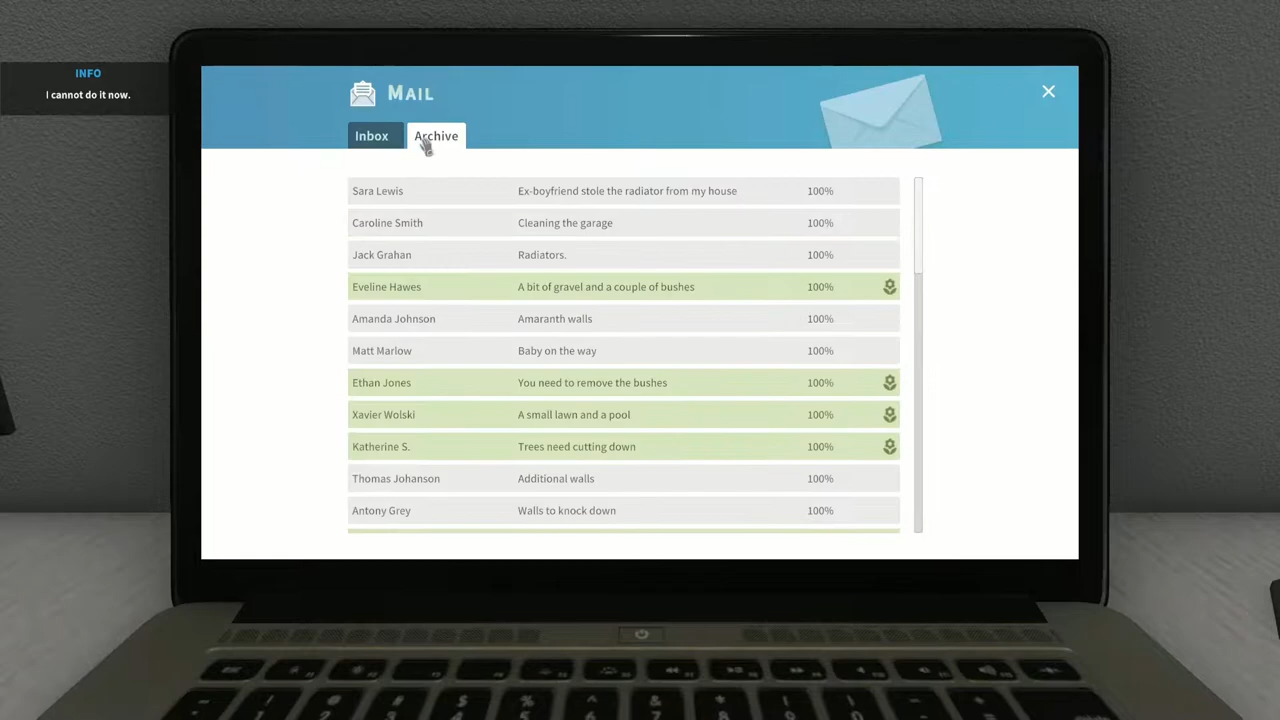 INFO
I cannot do it now.
MAIL
Inbox Archive
Sara Lewis Ex-boyfriend stole the radiator from my house 100%
Caroline Smith Cleaning the garage 100%
Jack Grahan Radiators. 100%
Eveline Hawes A bit of gravel and a couple of bushes 100%
Amanda Johnson Amaranth walls 100%
Matt Marlow Baby on the way 100%
Ethan Jones You need to remove the bushes 100%
Xavier Wolski A small lawn and a pool 100%
Katherine S. Trees need cutting down 100%
Thomas Johanson Additional walls 100%
Antony Grey Walls to knock down 100%